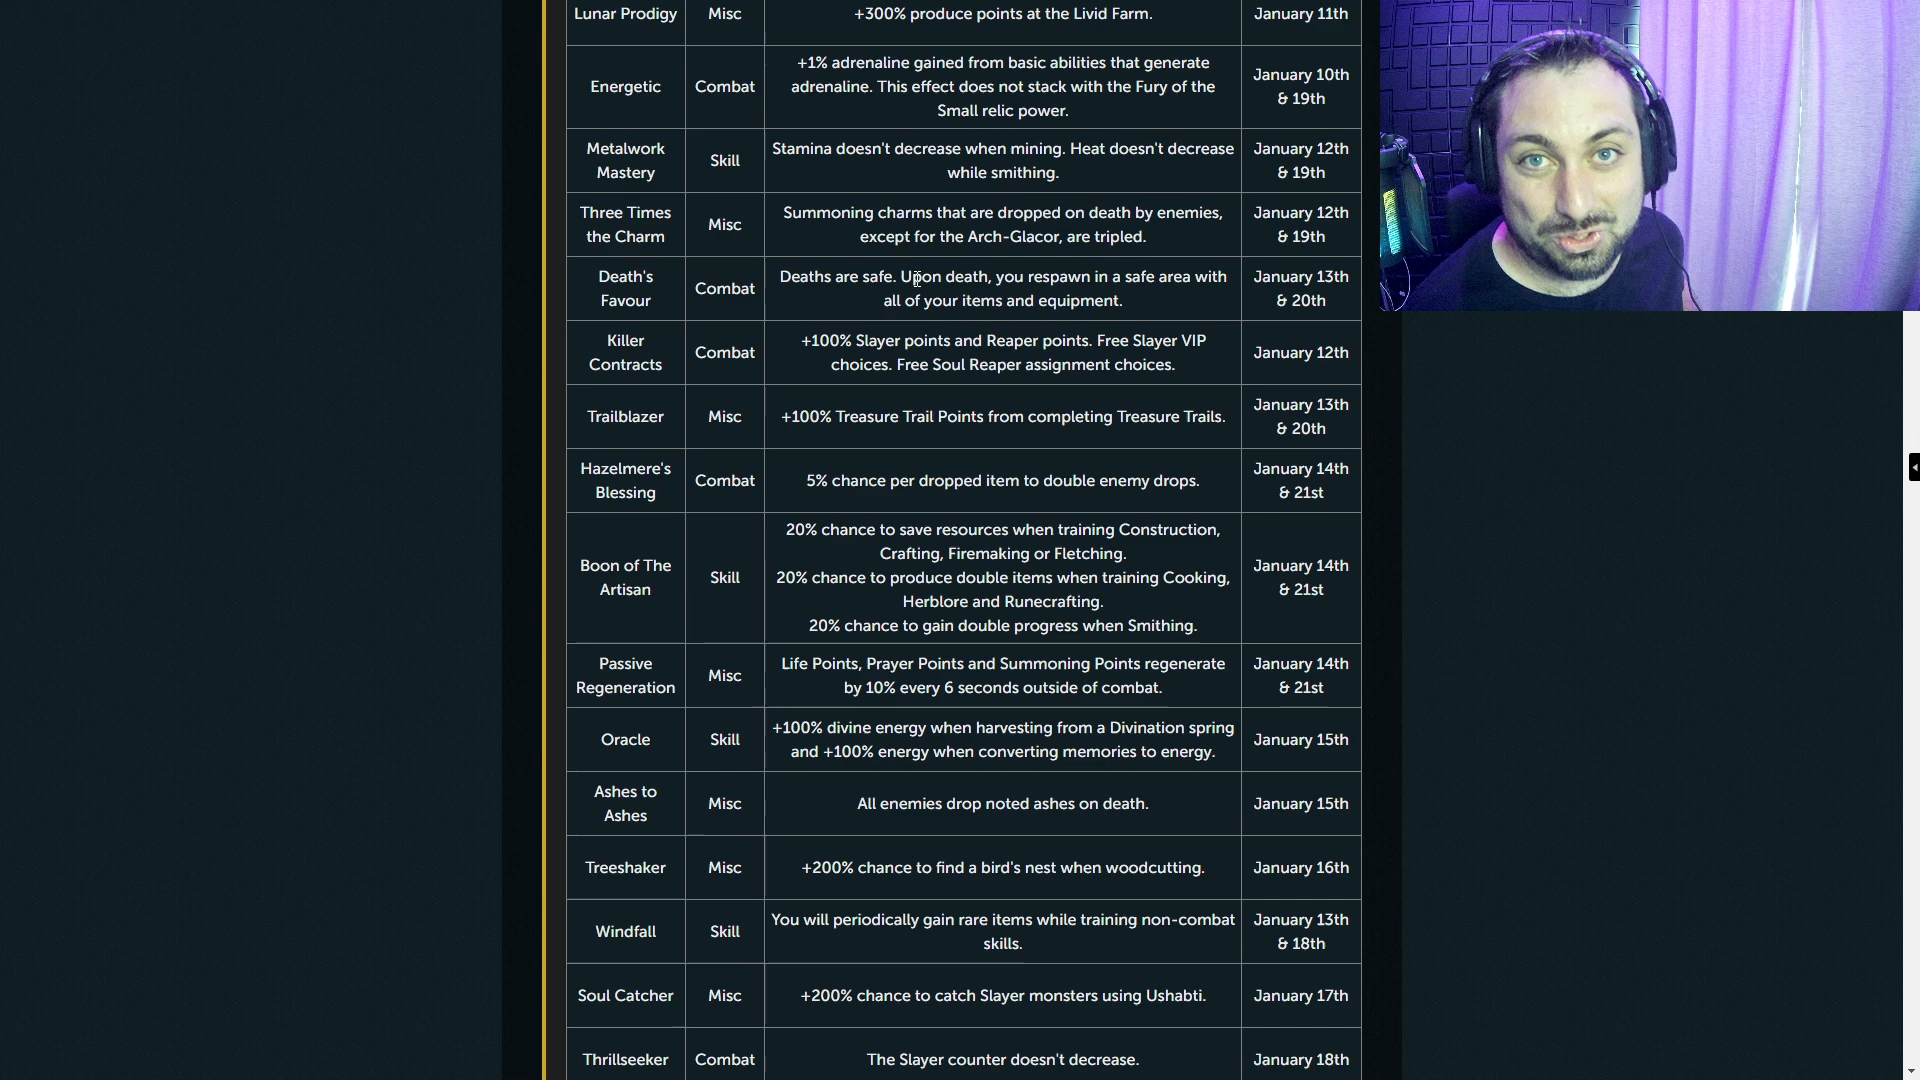 Lunar Prodigy
Misc
+300% produce points at the Livid Farm.
January 11th
Energetic
Combat
+1% adrenaline gained from basic abilities that generate
adrenaline. This effect does not stack with the Fury of the
Small relic power.
January 10th
& 19th
Metalwork
Mastery
Skill
Stamina doesn't decrease when mining. Heat doesn't decrease
while smithing.
January 12th
& 19th
Three Times
the Charm
Misc
Summoning charms that are dropped on death by enemies,
except for the Arch-Glacor, are tripled.
January 12th
& 19th
Death's
Favour
Combat
Deaths are safe. Upon death, you respawn in a safe area with
all of your items and equipment.
January 13th
& 20th
Killer
Contracts
Combat
+100% Slayer points and Reaper points. Free Slayer VIP
choices. Free Soul Reaper assignment choices.
January 12th
Trailblazer
Misc
+100% Treasure Trail Points from completing Treasure Trails.
January 13th
& 20th
Hazelmere's
Blessing
Combat
5% chance per dropped item to double enemy drops.
January 14th
& 21st
Boon of The
Artisan
Skill
20% chance to save resources when training Construction,
Crafting, Firemaking or Fletching.
20% chance to produce double items when training Cooking,
Herblore and Runecrafting.
20% chance to gain double progress when Smithing.
January 14th
& 21st
Passive
Regeneration
Misc
Life Points, Prayer Points and Summoning Points regenerate
by 10% every 6 seconds outside of combat.
January 14th
& 21st
Oracle
Skill
+100% divine energy when harvesting from a Divination spring
and +100% energy when converting memories to energy.
January 15th
Ashes to
Ashes
Misc
All enemies drop noted ashes on death.
January 15th
Treeshaker
Misc
+200% chance to find a bird's nest when woodcutting.
January 16th
Windfall
Skill
You will periodically gain rare items while training non-combat
skills.
January 13th
& 18th
Soul Catcher
Misc
+200% chance to catch Slayer monsters using Ushabti.
January 17th
Thrillseeker
Combat
The Slayer counter doesn't decrease.
January 18th